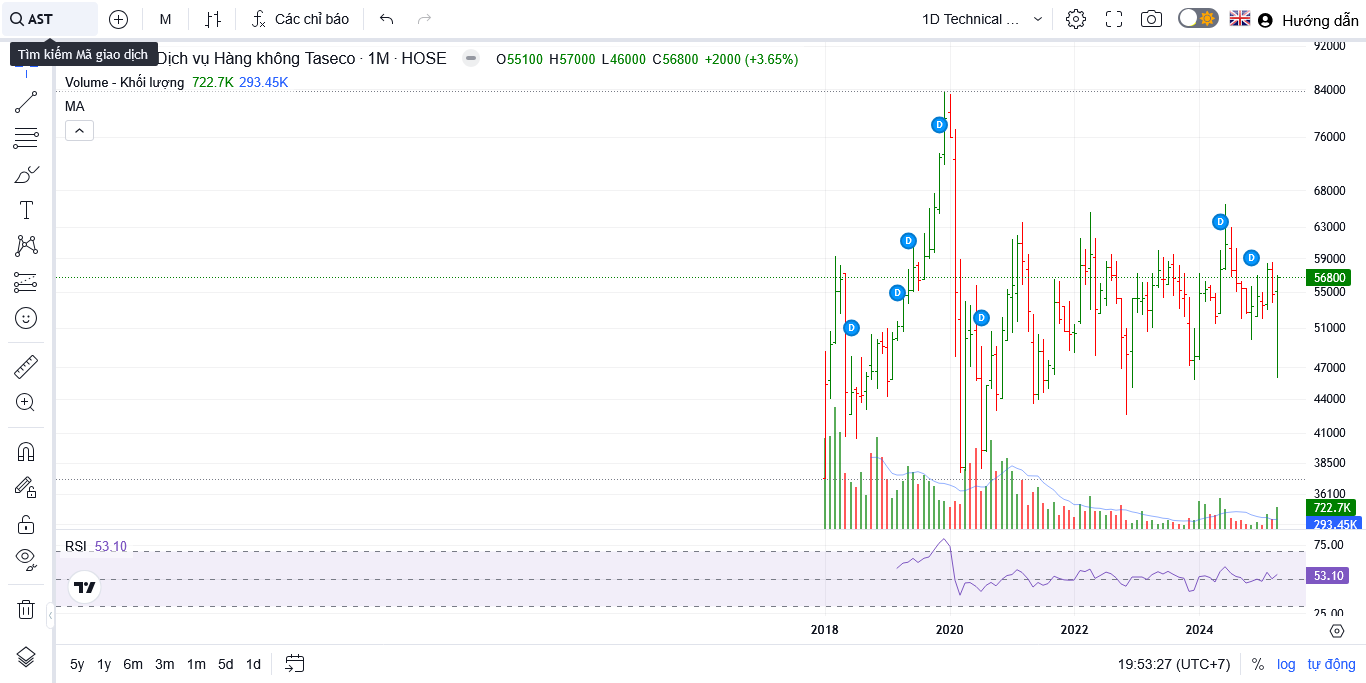 AST
M
Các chỉ báo
1D Technical ...
Hướng dẫn
Tìm kiếm Mã giao dịch
Dịch vụ Hàng không Taseco · 1M · HOSE
O55100 H57000 L46000 C56800 +2000 (+3.65%)
Volume - Khối lượng 722.7K 293.45K
MA
92000
84000
76000
68000
63000
59000
56800
55000
51000
47000
44000
41000
38500
36100
722.7K
293.45K
D
D
D
D
D
D
D
RSI 53.10
75.00
53.10
25.00
2018
2020
2022
2024
5y 1y 6m 3m 1m 5d 1d
19:53:27 (UTC+7)
% log tự động